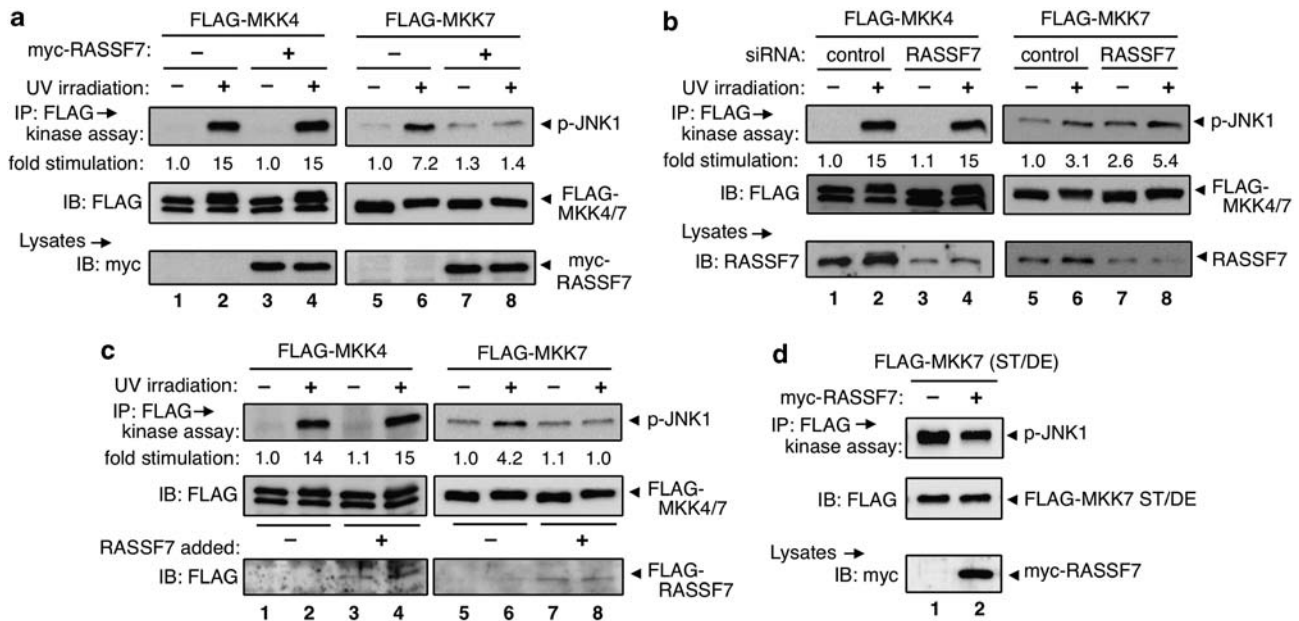 a
FLAG-MKK4 FLAG-MKK7
myc-RASSF7: – + – +
UV irradiation: – + – + – + – +
IP: FLAG → kinase assay: p-JNK1
fold stimulation: 1.0 15 1.0 15 1.0 7.2 1.3 1.4
IB: FLAG FLAG-MKK4/7
Lysates →
IB: myc myc-RASSF7
1 2 3 4 5 6 7 8
b
FLAG-MKK4 FLAG-MKK7
siRNA: control RASSF7 control RASSF7
UV irradiation: – + – + – + – +
IP: FLAG → kinase assay: p-JNK1
fold stimulation: 1.0 15 1.1 15 1.0 3.1 2.6 5.4
IB: FLAG FLAG-MKK4/7
Lysates →
IB: RASSF7 RASSF7
1 2 3 4 5 6 7 8
c
FLAG-MKK4 FLAG-MKK7
UV irradiation: – + – + – + – +
IP: FLAG → kinase assay: p-JNK1
fold stimulation: 1.0 14 1.1 15 1.0 4.2 1.1 1.0
IB: FLAG FLAG-MKK4/7
RASSF7 added: – + – +
IB: FLAG FLAG-RASSF7
1 2 3 4 5 6 7 8
d
FLAG-MKK7 (ST/DE)
myc-RASSF7: – +
IP: FLAG → kinase assay: p-JNK1
IB: FLAG FLAG-MKK7 ST/DE
Lysates →
IB: myc myc-RASSF7
1 2